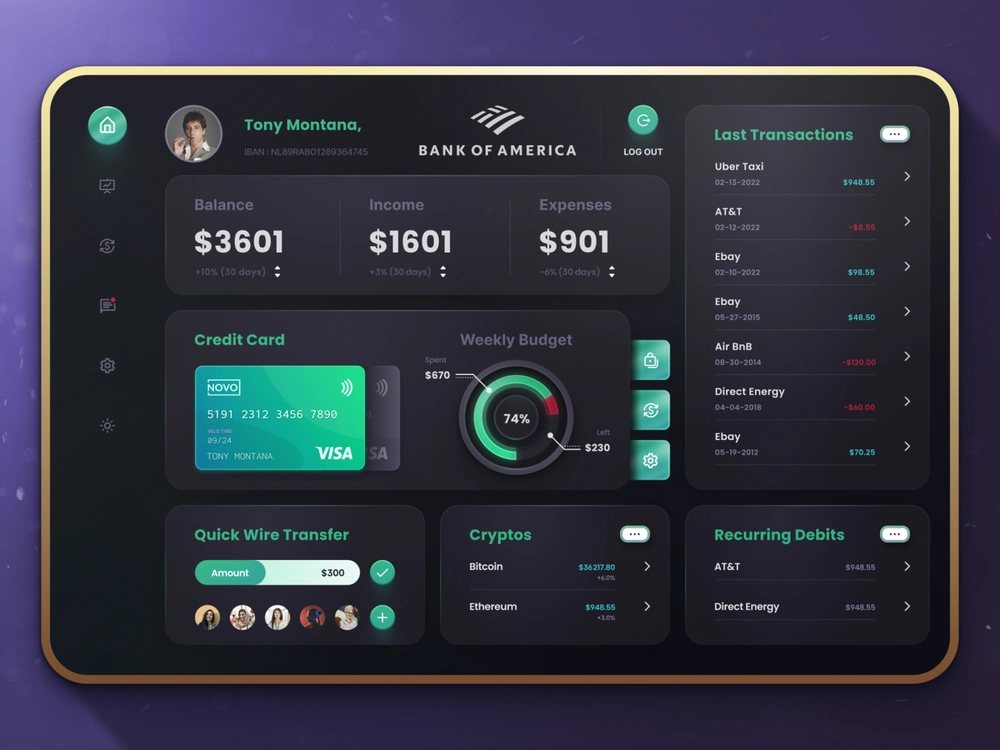 Tony Montana,
IBAN : NL89RABO1289364745
BANK OF AMERICA
LOG OUT
Balance
$3601
+10% (30 days)
Income
$1601
+3% (30 days)
Expenses
$901
-6% (30 days)
Credit Card
NOVO
5191 2312 3456 7890
VALID THRU
09/24
TONY MONTANA
VISA
4
SA
Weekly Budget
Spent
$670
74%
Left
$230
Last Transactions
Uber Taxi
02-13-2022 $948.55
AT&T
02-12-2022 -$8.55
Ebay
02-10-2022 $98.55
Ebay
05-27-2015 $48.50
Air BnB
08-30-2014 -$120.00
Direct Energy
04-04-2018 -$60.00
Ebay
05-19-2012 $70.25
Quick Wire Transfer
Amount $300
Cryptos
Bitcoin $36217.80
+6.0%
Ethereum $948.55
+3.0%
Recurring Debits
AT&T $948.55
Direct Energy $948.55